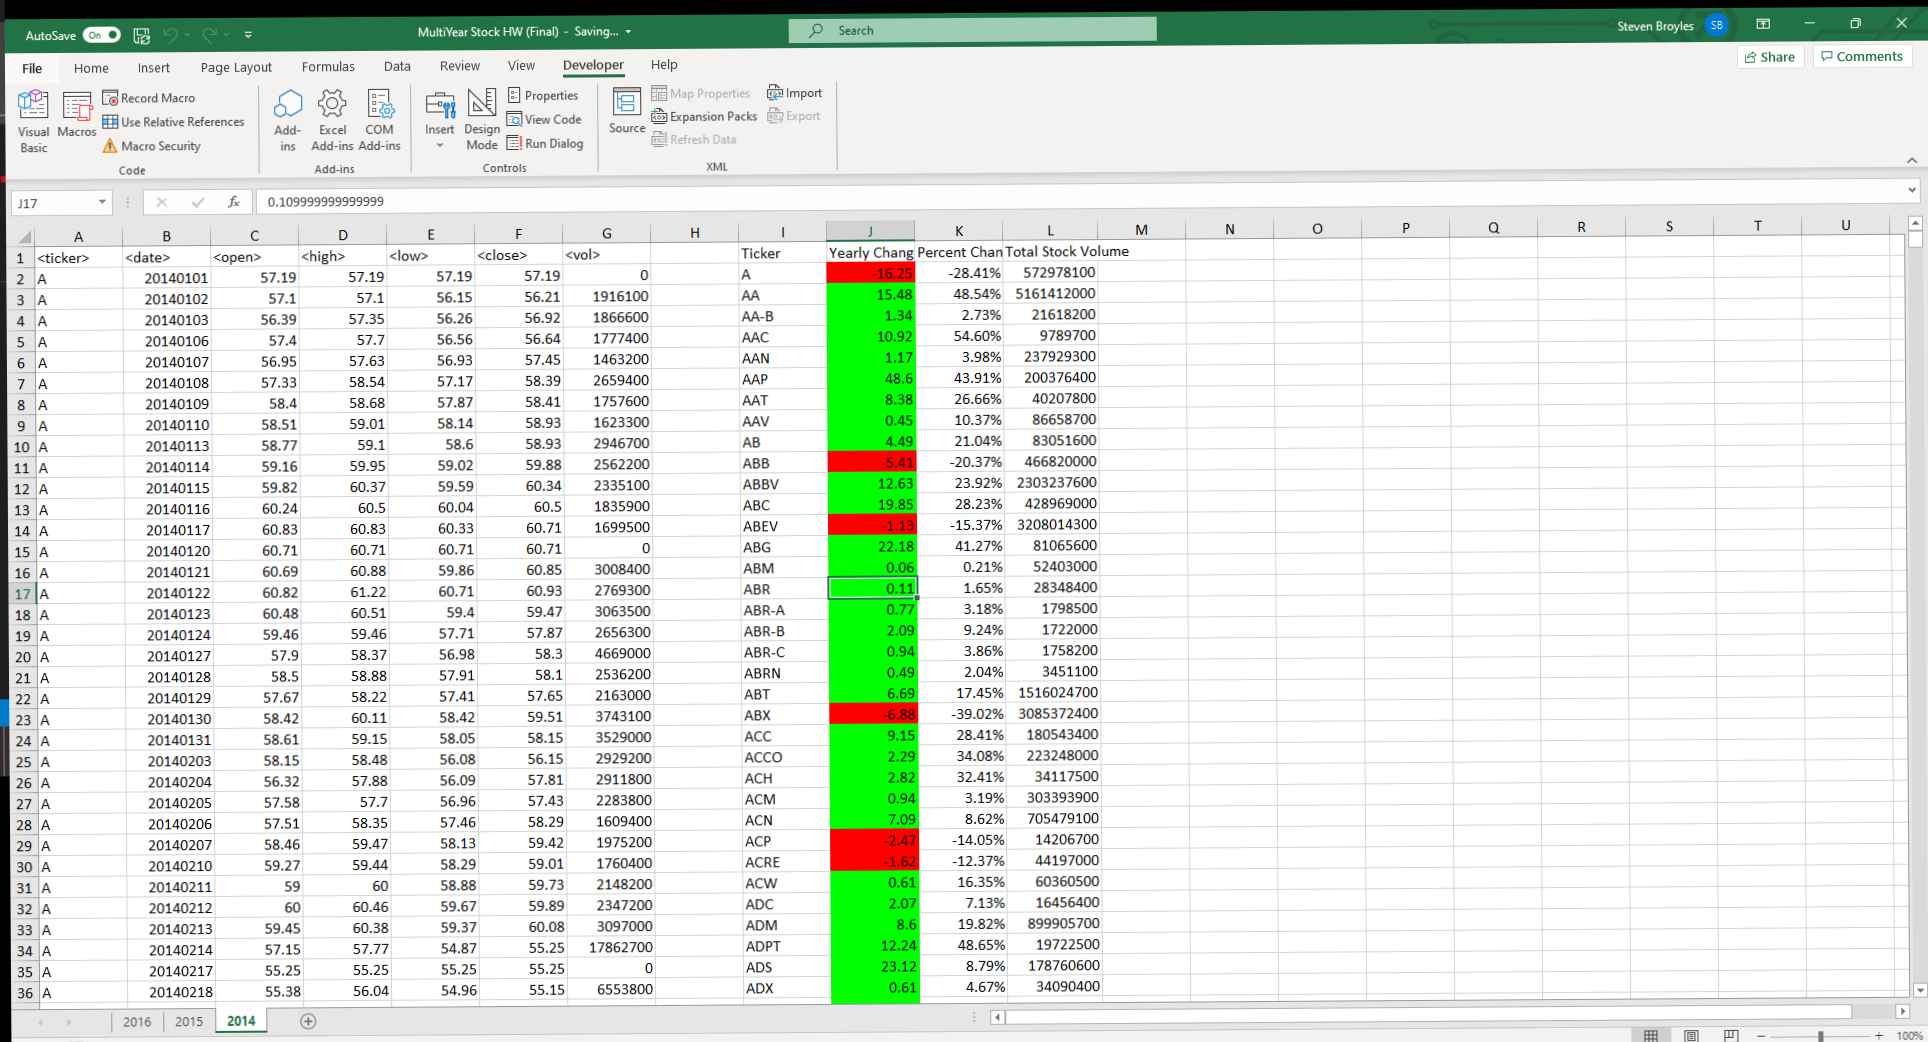 AutoSave On MultiYear Stock HW (Final) - Saving... Search Steven Broyles SB
File Home Insert Page Layout Formulas Data Review View Developer Help Share Comments
Visual Basic Macros Record Macro Use Relative References Macro Security Code
Add-ins Excel Add-ins COM Add-ins Add-ins
Insert Design Mode Properties View Code Run Dialog Controls
Source Map Properties Expansion Packs Refresh Data Import Export XML
J17 fx 0.109999999999999
A B C D E F G H I J K L M N O P Q R S T U
1 <ticker> <date> <open> <high> <low> <close> <vol> Ticker Yearly Chang Percent Chan Total Stock Volume
2 A 20140101 57.19 57.19 57.19 57.19 0 A -16.25 -28.41% 572978100
3 A 20140102 57.1 57.1 56.15 56.21 1916100 AA 15.48 48.54% 5161412000
4 A 20140103 56.39 57.35 56.26 56.92 1866600 AA-B 1.34 2.73% 21618200
5 A 20140106 57.4 57.7 56.56 56.64 1777400 AAC 10.92 54.60% 9789700
6 A 20140107 56.95 57.63 56.93 57.45 1463200 AAN 1.17 3.98% 237929300
7 A 20140108 57.33 58.54 57.17 58.39 2659400 AAP 48.6 43.91% 200376400
8 A 20140109 58.4 58.68 57.87 58.41 1757600 AAT 8.38 26.66% 40207800
9 A 20140110 58.51 59.01 58.14 58.93 1623300 AAV 0.45 10.37% 86658700
10 A 20140113 58.77 59.1 58.6 58.93 2946700 AB 4.49 21.04% 83051600
11 A 20140114 59.16 59.95 59.02 59.88 2562200 ABB -5.41 -20.37% 466820000
12 A 20140115 59.82 60.37 59.59 60.34 2335100 ABBV 12.63 23.92% 2303237600
13 A 20140116 60.24 60.5 60.04 60.5 1835900 ABC 19.85 28.23% 428969000
14 A 20140117 60.83 60.83 60.33 60.71 1699500 ABEV -1.13 -15.37% 3208014300
15 A 20140120 60.71 60.71 60.71 60.71 0 ABG 22.18 41.27% 81065600
16 A 20140121 60.69 60.88 59.86 60.85 3008400 ABM 0.06 0.21% 52403000
17 A 20140122 60.82 61.22 60.71 60.93 2769300 ABR 0.11 1.65% 28348400
18 A 20140123 60.48 60.51 59.4 59.47 3063500 ABR-A 0.77 3.18% 1798500
19 A 20140124 59.46 59.46 57.71 57.87 2656300 ABR-B 2.09 9.24% 1722000
20 A 20140127 57.9 58.37 56.98 58.3 4669000 ABR-C 0.94 3.86% 1758200
21 A 20140128 58.5 58.88 57.91 58.1 2536200 ABRN 0.49 2.04% 3451100
22 A 20140129 57.67 58.22 57.41 57.65 2163000 ABT 6.69 17.45% 1516024700
23 A 20140130 58.42 60.11 58.42 59.51 3743100 ABX -6.88 -39.02% 3085372400
24 A 20140131 58.61 59.15 58.05 58.15 3529000 ACC 9.15 28.41% 180543400
25 A 20140203 58.15 58.48 56.08 56.15 2929200 ACCO 2.29 34.08% 223248000
26 A 20140204 56.32 57.88 56.09 57.81 2911800 ACH 2.82 32.41% 34117500
27 A 20140205 57.58 57.7 56.96 57.43 2283800 ACM 0.94 3.19% 303393900
28 A 20140206 57.51 58.35 57.46 58.29 1609400 ACN 7.09 8.62% 705479100
29 A 20140207 58.46 59.47 58.13 59.42 1975200 ACP -2.47 -14.05% 14206700
30 A 20140210 59.27 59.44 58.29 59.01 1760400 ACRE -1.62 -12.37% 44197000
31 A 20140211 59 60 58.88 59.73 2148200 ACW 0.61 16.35% 60360500
32 A 20140212 60 60.46 59.67 59.89 2347200 ADC 2.07 7.13% 16456400
33 A 20140213 59.45 60.38 59.37 60.08 3097000 ADM 8.6 19.82% 899905700
34 A 20140214 57.15 57.77 54.87 55.25 17862700 ADPT 12.24 48.65% 19722500
35 A 20140217 55.25 55.25 55.25 55.25 0 ADS 23.12 8.79% 178760600
36 A 20140218 55.38 56.04 54.96 55.15 6553800 ADX 0.61 4.67% 34090400
2016 2015 2014
100%